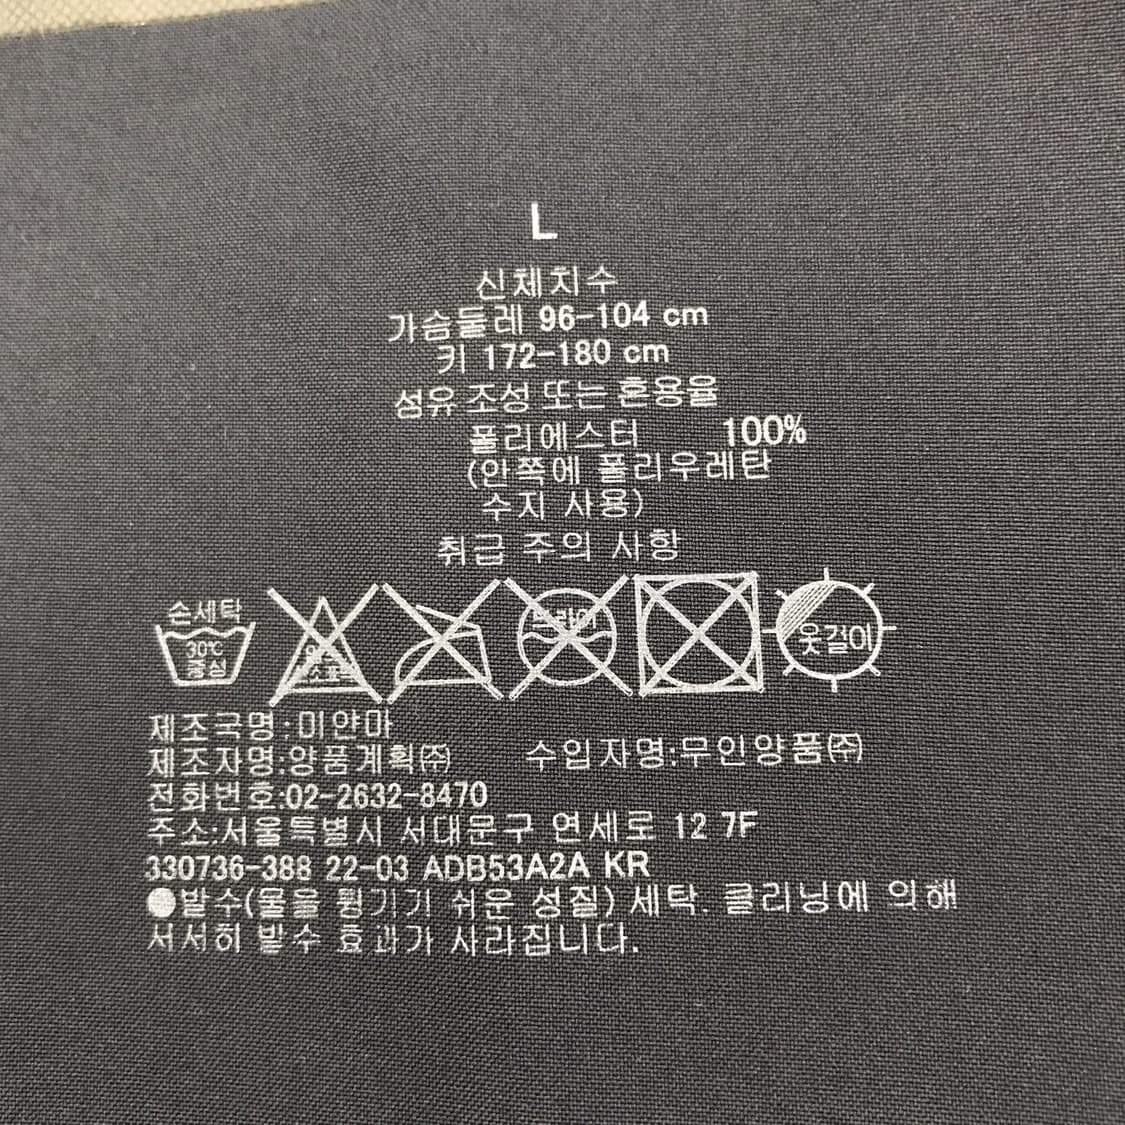 L
신체치수
가슴둘레 96-104 cm
키 172-180 cm
섬유 조성 또는 혼용율
폴리에스터 100%
(안쪽에 폴리우레탄
수지 사용)
취급 주의 사항
손세탁
30℃
중성
드라이
옷걸이
제조국명:미얀마
제조자명:양품계획㈜ 수입자명:무인양품㈜
전화번호:02-2632-8470
주소:서울특별시 서대문구 연세로 12 7F
330736-388 22-03 ADB53A2A KR
●발수(물을 튕기기 쉬운 성질) 세탁. 클리닝에 의해
서서히 발수 효과가 사라집니다.